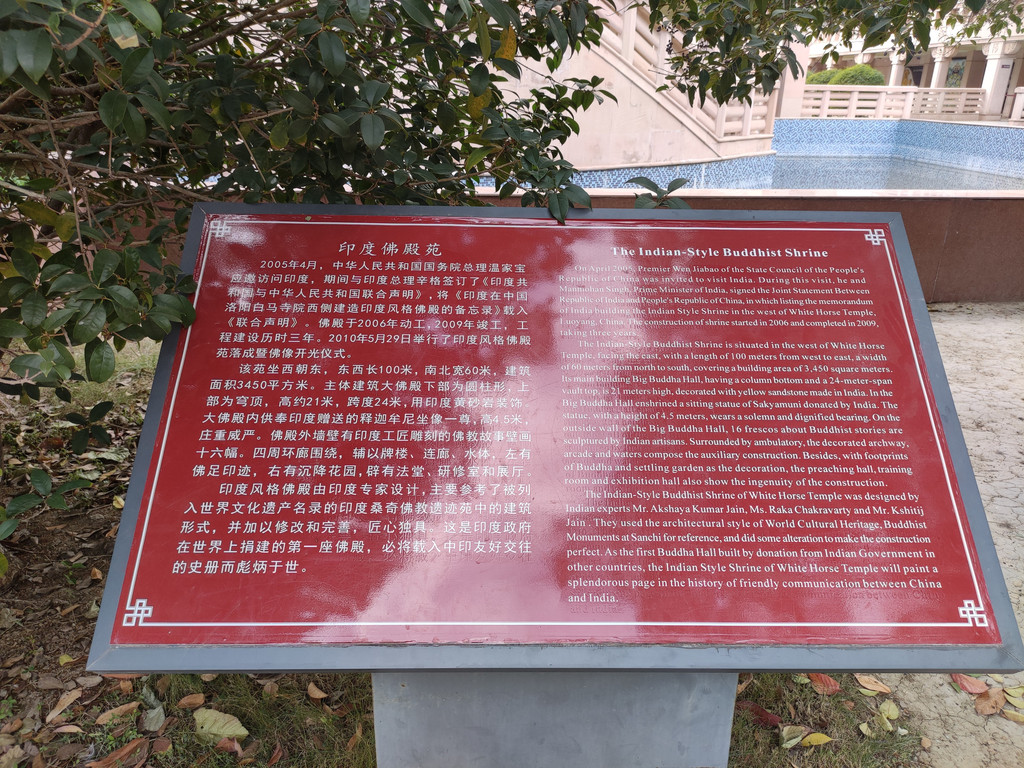 印度佛殿苑
2005年4月，中华人民共和国国务院总理温家宝
应邀访问印度，期间与印度总理辛格签订了《印度共
和国与中华人民共和国联合声明》，将《印度在中国
洛阳白马寺院西侧建造印度风格佛殿的备忘录》载入
《联合声明》。佛殿于2006年动工，2009年竣工，工
程建设历时三年。2010年5月29日举行了印度风格佛殿
苑落成暨佛像开光仪式。
该苑坐西朝东，东西长100米，南北宽60米，建筑
面积3450平方米。主体建筑大佛殿下部为圆柱形，上
部为穹顶，高约21米，跨度24米，用印度黄砂岩装饰。
大佛殿内供奉印度赠送的释迦牟尼坐像一尊，高4.5米，
庄重威严。佛殿外墙壁有印度工匠雕刻的佛教故事壁画
十六幅。四周环廊围绕，辅以牌楼、连廊、水体，左有
佛足印迹，右有沉降花园，辟有法堂、研修室和展厅。
印度风格佛殿由印度专家设计，主要参考了被列
入世界文化遗产名录的印度桑奇佛教遗迹苑中的建筑
形式，并加以修改和完善，匠心独具。这是印度政府
在世界上捐建的第一座佛殿，必将载入中印友好交往
的史册而彪炳于世。
The Indian-Style Buddhist Shrine
On April 2005, Premier Wen Jiabao of the State Council of the People's
Republic of China was invited to visit India. During this visit, he and
Manmohan Singh, Prime Minister of India, signed the Joint Statement Between
Republic of India and People's Republic of China, in which listing the memorandum
of India building the Indian Style Shrine in the west of White Horse Temple,
Luoyang, China. The construction of shrine started in 2006 and completed in 2009,
taking three years.
The Indian-Style Buddhist Shrine is situated in the west of White Horse
Temple, facing the east, with a length of 100 meters from west to east, a width
of 60 meters from north to south, covering a building area of 3,450 square meters.
Its main building Big Buddha Hall, having a column bottom and a 24-meter-span
vault top, is 21 meters high, decorated with yellow sandstone made in India. In the
Big Buddha Hall enshrined a sitting statue of Sakyamuni donated by India. The
statue, with a height of 4.5 meters, wears a solemn and dignified bearing. On the
outside wall of the Big Buddha Hall, 16 frescos about Buddhist stories are
sculptured by Indian artisans. Surrounded by ambulatory, the decorated archway,
arcade and waters compose the auxiliary construction. Besides, with footprints
of Buddha and settling garden as the decoration, the preaching hall, training
room and exhibition hall also show the ingenuity of the construction.
The Indian-Style Buddhist Shrine of White Horse Temple was designed by
Indian experts Mr. Akshaya Kumar Jain, Ms. Raka Chakravarty and Mr. Kshitij
Jain . They used the architectural style of World Cultural Heritage, Buddhist
Monuments at Sanchi for reference, and did some alteration to make the construction
perfect. As the first Buddha Hall built by donation from Indian Government in
other countries, the Indian Style Shrine of White Horse Temple will paint a
splendorous page in the history of friendly communication between China
and India.